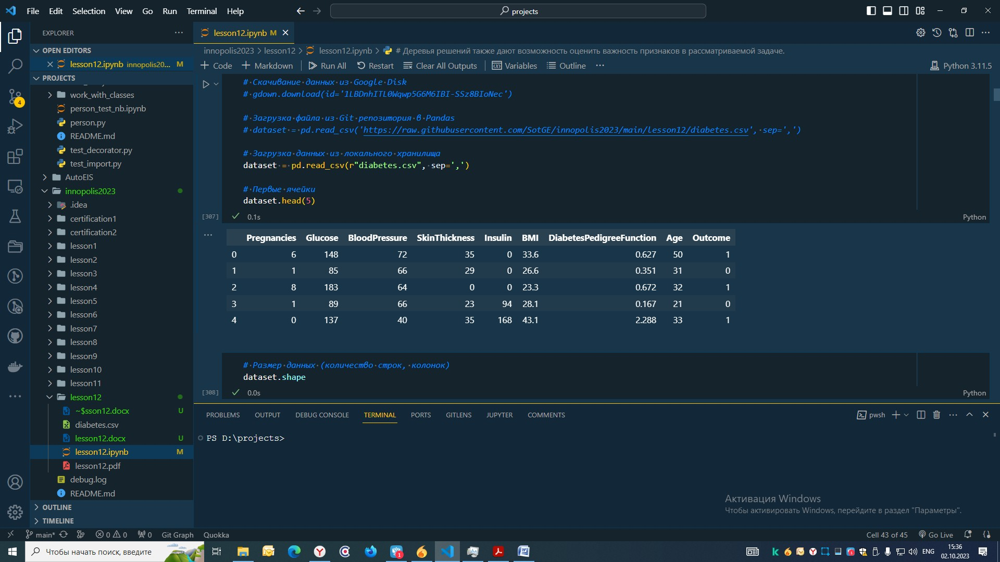 File Edit Selection View Go Run Terminal Help
projects
EXPLORER
OPEN EDITORS
lesson12.ipynb innopolis20... M
PROJECTS
work_with_classes
person_test_nb.ipynb
person.py
README.md
test_decorator.py
test_import.py
AutoEIS
innopolis2023
.idea
certification1
certification2
lesson1
lesson2
lesson3
lesson4
lesson5
lesson6
lesson7
lesson8
lesson9
lesson10
lesson11
lesson12
~$sson12.docx U
diabetes.csv
lesson12.docx U
lesson12.ipynb M
lesson12.pdf
debug.log
README.md
OUTLINE
TIMELINE
4
lesson12.ipynb M
innopolis2023 > lesson12 > lesson12.ipynb > # Деревья решений также дают возможность оценить важность признаков в рассматриваемой задаче.
Code Markdown Run All Restart Clear All Outputs Variables Outline ... Python 3.11.5
# Скачивание данных из Google Disk
# gdown.download(id='1LBDnhITL0Wqwp5G6M6IBI-SSz8BIoNec')
# Загрузка файла из Git репозитория в Pandas
# dataset = pd.read_csv('https://raw.githubusercontent.com/SotGE/innopolis2023/main/lesson12/diabetes.csv', sep=',')
# Загрузка данных из локального хранилища
dataset = pd.read_csv(r"diabetes.csv", sep=',')
# Первые ячейки
dataset.head(5)
[307] 0.1s Python
Pregnancies Glucose BloodPressure SkinThickness Insulin BMI DiabetesPedigreeFunction Age Outcome
0 6 148 72 35 0 33.6 0.627 50 1
1 1 85 66 29 0 26.6 0.351 31 0
2 8 183 64 0 0 23.3 0.672 32 1
3 1 89 66 23 94 28.1 0.167 21 0
4 0 137 40 35 168 43.1 2.288 33 1
# Размер данных (количество строк, колонок)
dataset.shape
[308] 0.0s Python
PROBLEMS OUTPUT DEBUG CONSOLE TERMINAL PORTS GITLENS JUPYTER COMMENTS pwsh
PS D:\projects>
Активация Windows
Чтобы активировать Windows, перейдите в раздел "Параметры".
main* 0 0 0 Git Graph Quokka Cell 43 of 45 Go Live
Чтобы начать поиск, введите
ENG
15:36
02.10.2023